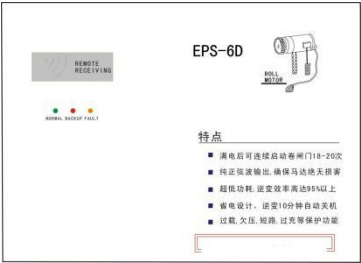 REMOTE
RECEIVING
NORMAL BACKUP FAULT
EPS-6D
ROLL
MOTOR
特点
满电后可连续启动卷闸门18-20次
纯正弦波输出,确保马达绝无损害
超低功耗,逆变效率高达95%以上
省电设计，逆变10分钟自动关机
过载,欠压,短路,过充等保护功能